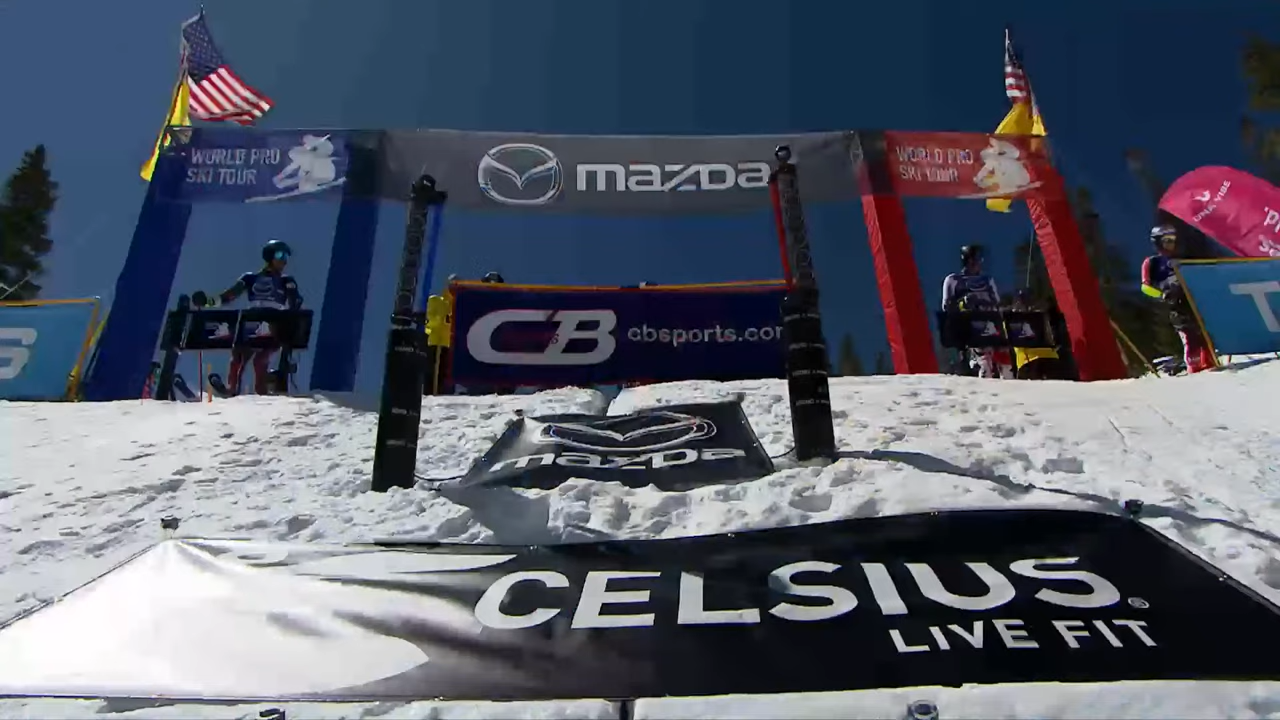 WORLD PRO
SKI TOUR
mazda
WORLD PRO
SKI TOUR
CB
cbsports.com
mazda
CELSIUS®
LIVE FIT